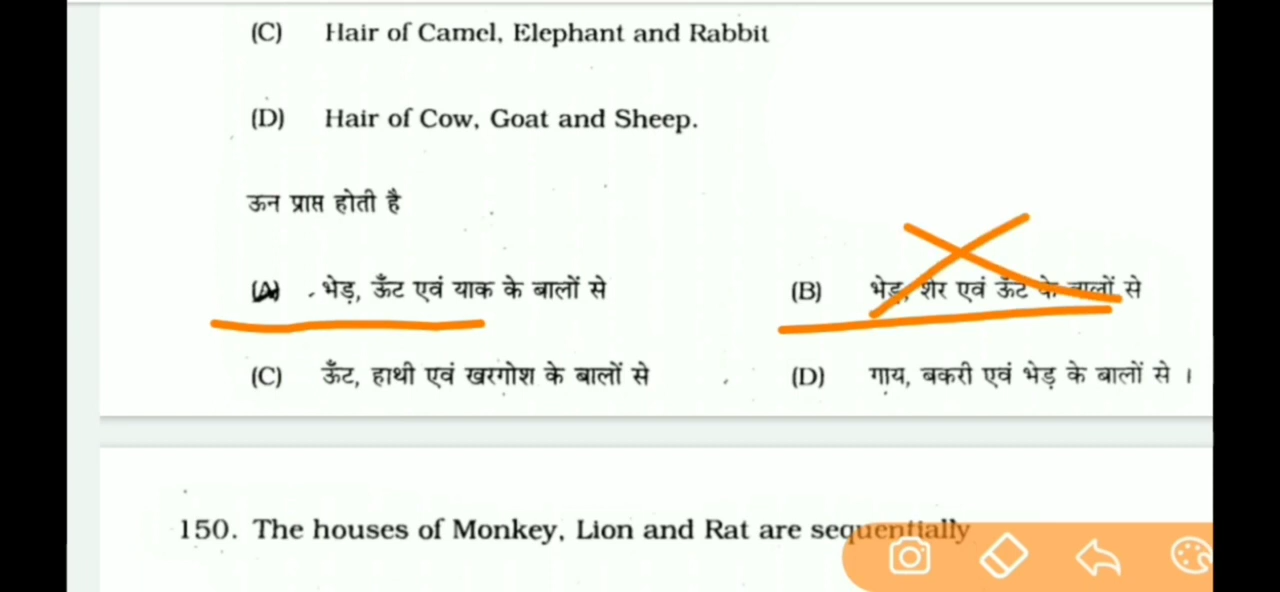 (C) Hair of Camel, Elephant and Rabbit
(D) Hair of Cow, Goat and Sheep.
ऊन प्राप्त होती है
(A) भेड़, ऊँट एवं याक के बालों से (B) भेड़, शेर एवं ऊँट के बालों से
(C) ऊँट, हाथी एवं खरगोश के बालों से (D) गाय, बकरी एवं भेड़ के बालों से ।
150. The houses of Monkey, Lion and Rat are sequentially